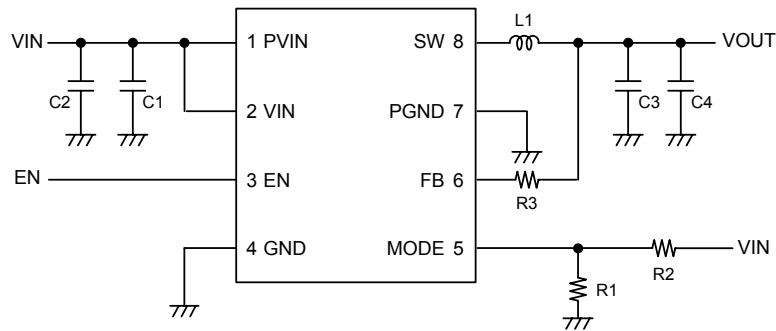 L1
VIN
1 PVIN
SW 8
VOUT
C2
C1
C3
C4
2 VIN
PGND 7
EN
3 EN
FB 6
R3
4 GND
MODE 5
VIN
R2
R1